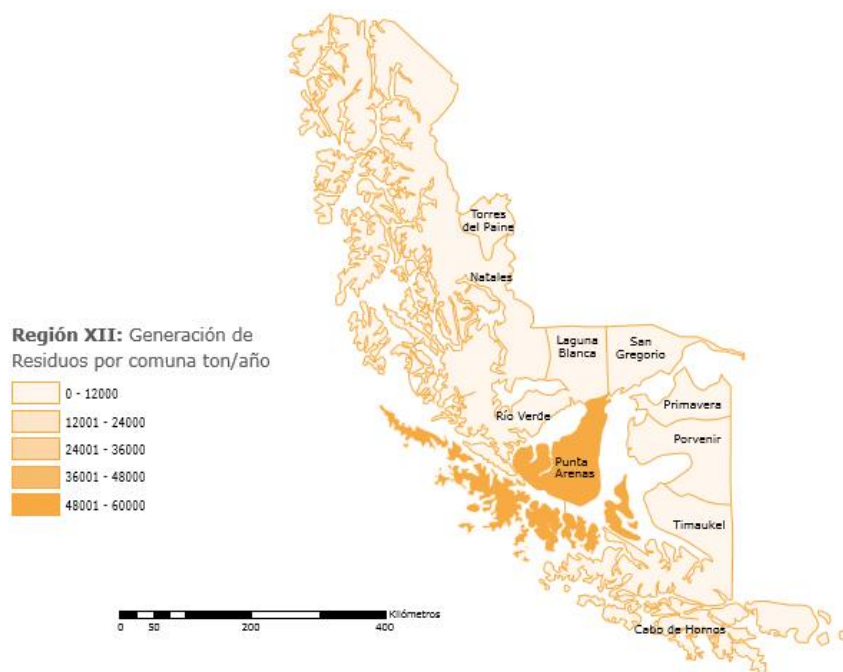 Torres
del Paine
Natales
Región XII: Generación de
Residuos por comuna ton/año
0 - 12000
12001 - 24000
24001 - 36000
36001 - 48000
48001 - 60000
Laguna
Blanca
San
Gregorio
Río Verde
Primavera
Porvenir
Punta
Arenas
Timaukel
Cabo de Hornos
Kilómetros
0 50 200 400